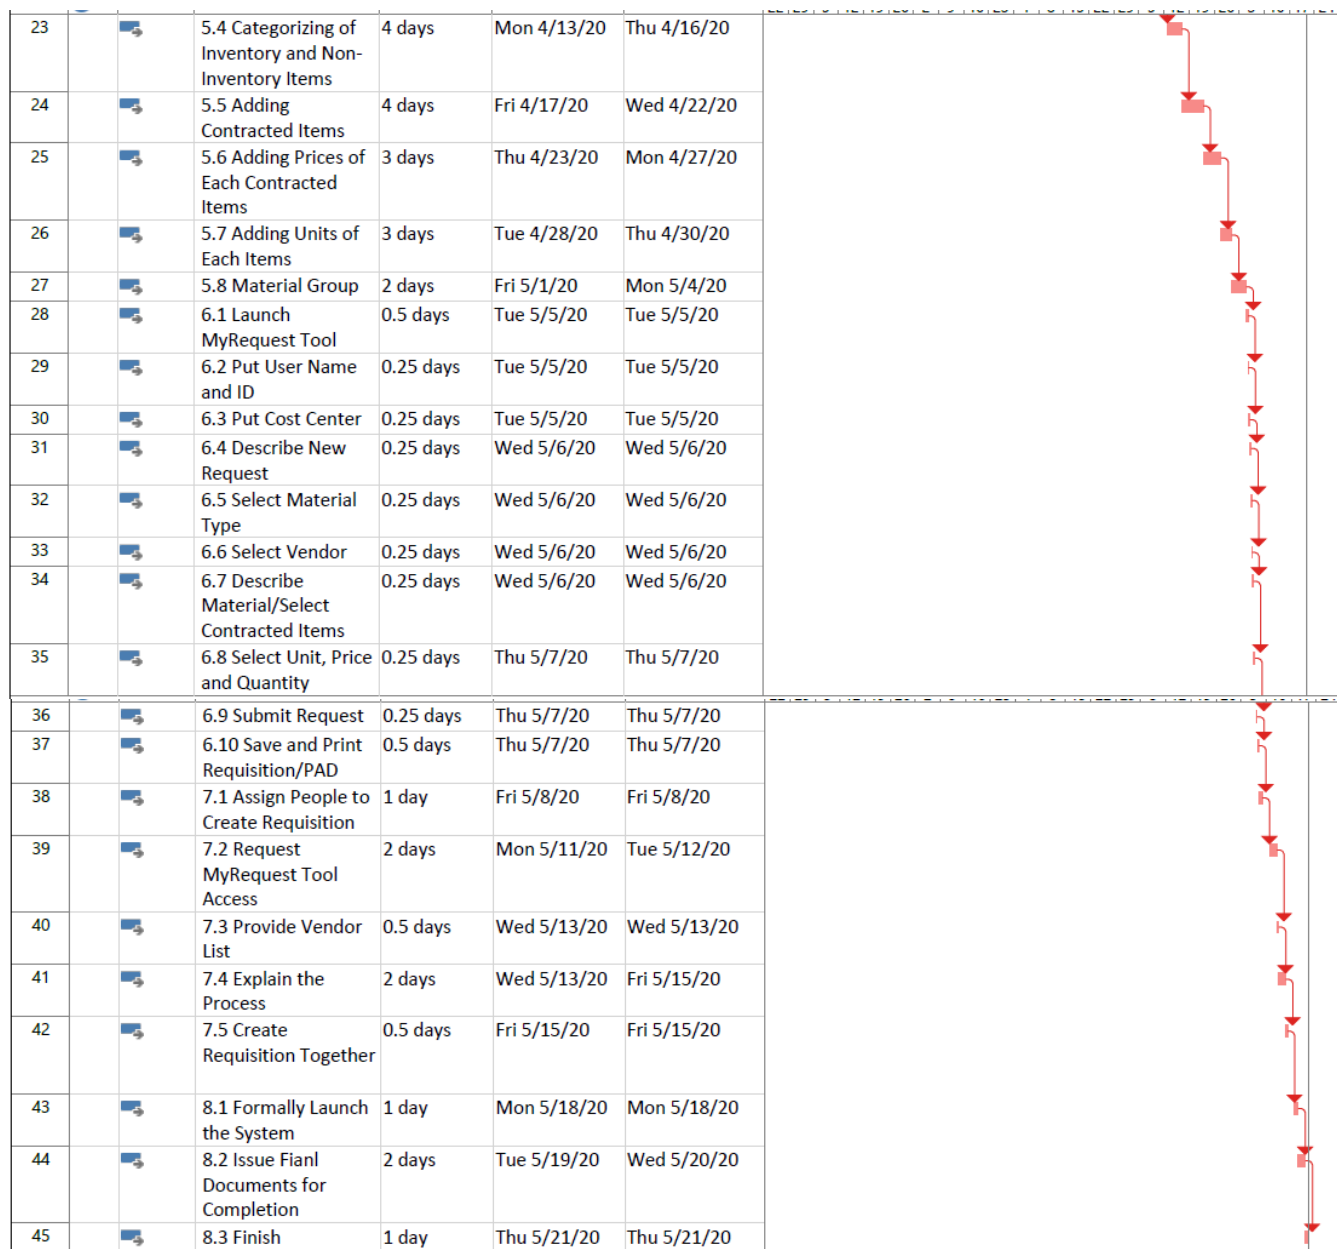 23 5.4 Categorizing of 4 days Mon 4/13/20 Thu 4/16/20
Inventory and Non-
Inventory Items
24 5.5 Adding 4 days Fri 4/17/20 Wed 4/22/20
Contracted Items
25 5.6 Adding Prices of 3 days Thu 4/23/20 Mon 4/27/20
Each Contracted
Items
26 5.7 Adding Units of 3 days Tue 4/28/20 Thu 4/30/20
Each Items
27 5.8 Material Group 2 days Fri 5/1/20 Mon 5/4/20
28 6.1 Launch 0.5 days Tue 5/5/20 Tue 5/5/20
MyRequest Tool
29 6.2 Put User Name 0.25 days Tue 5/5/20 Tue 5/5/20
and ID
30 6.3 Put Cost Center 0.25 days Tue 5/5/20 Tue 5/5/20
31 6.4 Describe New 0.25 days Wed 5/6/20 Wed 5/6/20
Request
32 6.5 Select Material 0.25 days Wed 5/6/20 Wed 5/6/20
Type
33 6.6 Select Vendor 0.25 days Wed 5/6/20 Wed 5/6/20
34 6.7 Describe 0.25 days Wed 5/6/20 Wed 5/6/20
Material/Select
Contracted Items
35 6.8 Select Unit, Price 0.25 days Thu 5/7/20 Thu 5/7/20
and Quantity
36 6.9 Submit Request 0.25 days Thu 5/7/20 Thu 5/7/20
37 6.10 Save and Print 0.5 days Thu 5/7/20 Thu 5/7/20
Requisition/PAD
38 7.1 Assign People to 1 day Fri 5/8/20 Fri 5/8/20
Create Requisition
39 7.2 Request 2 days Mon 5/11/20 Tue 5/12/20
MyRequest Tool
Access
40 7.3 Provide Vendor 0.5 days Wed 5/13/20 Wed 5/13/20
List
41 7.4 Explain the 2 days Wed 5/13/20 Fri 5/15/20
Process
42 7.5 Create 0.5 days Fri 5/15/20 Fri 5/15/20
Requisition Together
43 8.1 Formally Launch 1 day Mon 5/18/20 Mon 5/18/20
the System
44 8.2 Issue Fianl 2 days Tue 5/19/20 Wed 5/20/20
Documents for
Completion
45 8.3 Finish 1 day Thu 5/21/20 Thu 5/21/20